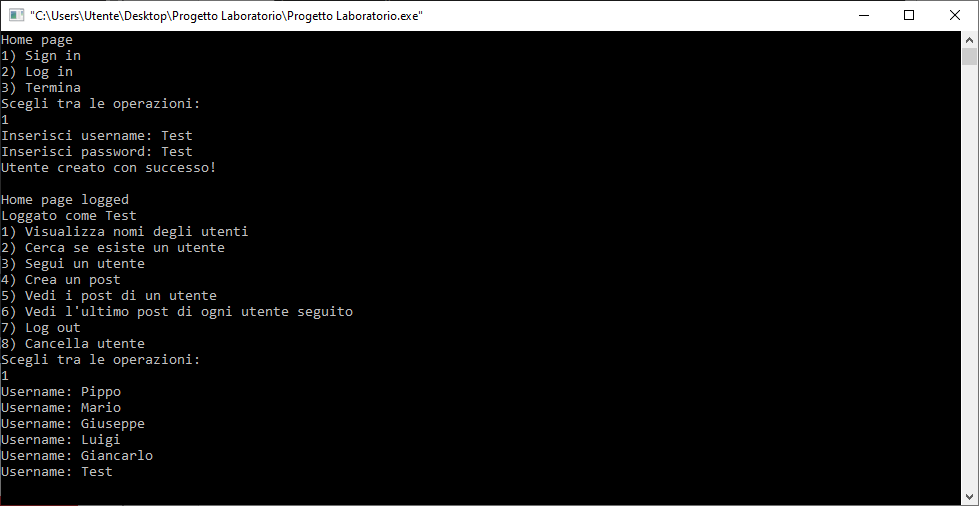 "C:\Users\Utente\Desktop\Progetto Laboratorio\Progetto Laboratorio.exe"
Home page
1) Sign in
2) Log in
3) Termina
Scegli tra le operazioni:
1
Inserisci username: Test
Inserisci password: Test
Utente creato con successo!

Home page logged
Loggato come Test
1) Visualizza nomi degli utenti
2) Cerca se esiste un utente
3) Segui un utente
4) Crea un post
5) Vedi i post di un utente
6) Vedi l'ultimo post di ogni utente seguito
7) Log out
8) Cancella utente
Scegli tra le operazioni:
1
Username: Pippo
Username: Mario
Username: Giuseppe
Username: Luigi
Username: Giancarlo
Username: Test